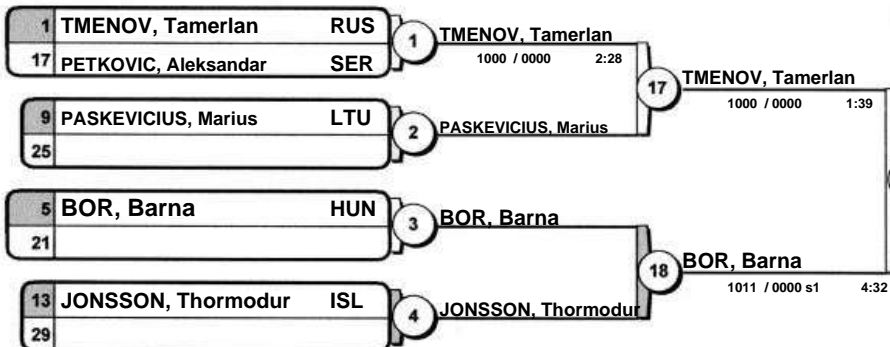 1 TMENOV, Tamerlan RUS
17 PETKOVIC, Aleksandar SER
1
TMENOV, Tamerlan
1000 / 0000 2:28
17
TMENOV, Tamerlan
1000 / 0000 1:39
9 PASKEVICIUS, Marius LTU
25
2
PASKEVICIUS, Marius
5 BOR, Barna HUN
21
3
BOR, Barna
18
BOR, Barna
1011 / 0000 s1 4:32
13 JONSSON, Thormodur ISL
29
4
JONSSON, Thormodur